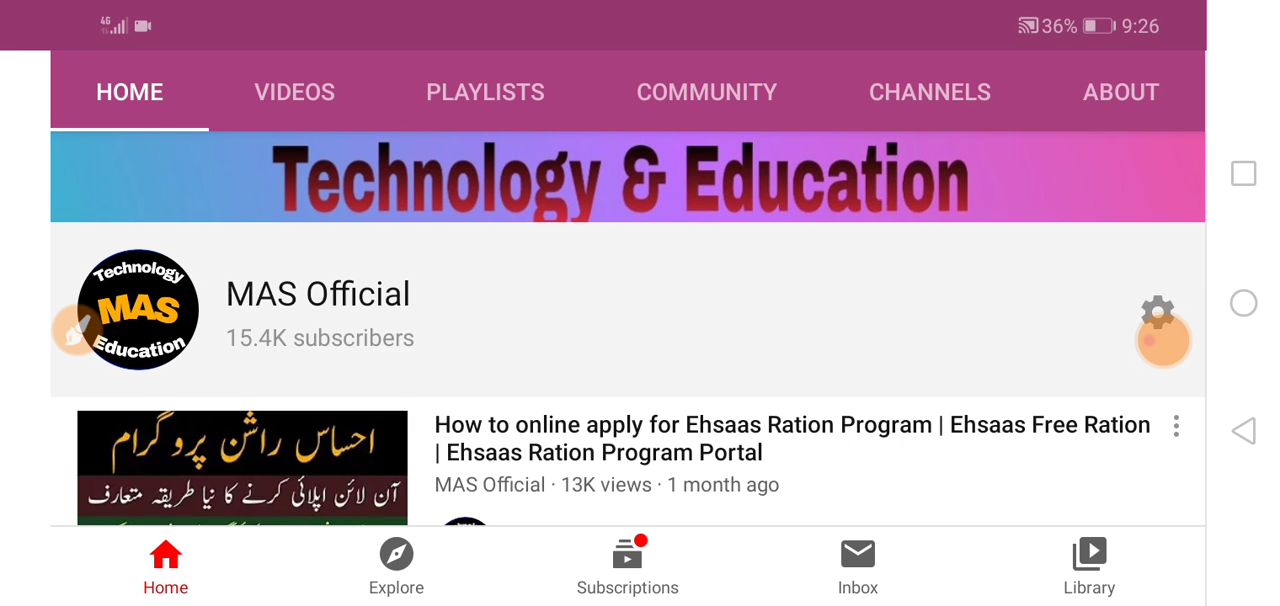 4G 36% 9:26
HOME VIDEOS PLAYLISTS COMMUNITY CHANNELS ABOUT
Technology & Education
Technology
MAS
Education
MAS Official
15.4K subscribers
احساس راشن پروگرام
آن لائن اپلائی کرنے کا نیا طریقہ متعارف
How to online apply for Ehsaas Ration Program | Ehsaas Free Ration
| Ehsaas Ration Program Portal
MAS Official · 13K views · 1 month ago
Home Explore Subscriptions Inbox Library